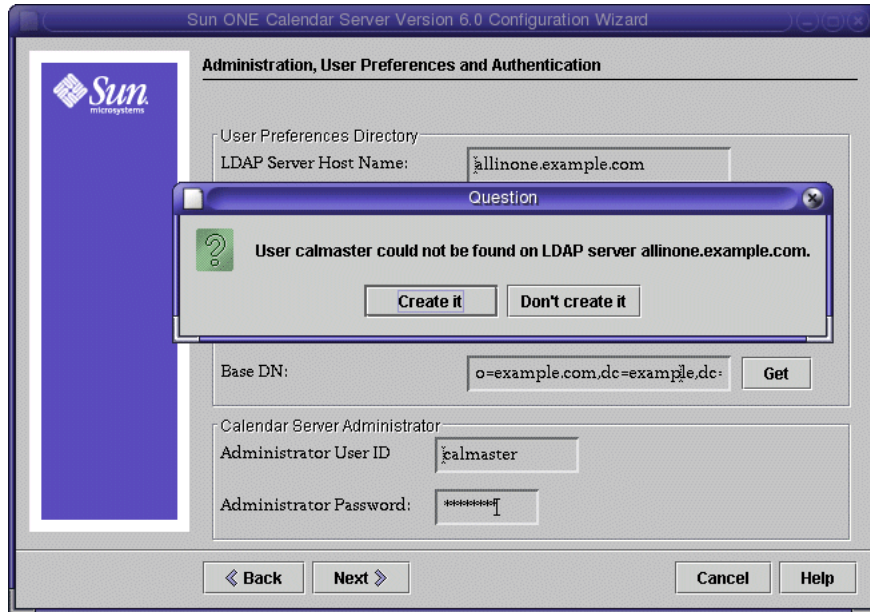 Sun ONE Calendar Server Version 6.0 Configuration Wizard
Sun
microsystems
Administration, User Preferences and Authentication
User Preferences Directory
LDAP Server Host Name: allinone.example.com
Question
User calmaster could not be found on LDAP server allinone.example.com.
Create it Don't create it
Base DN: o=example.com,dc=example,dc=
Get
Calendar Server Administrator
Administrator User ID calmaster
Administrator Password: *******
Back Next Cancel Help